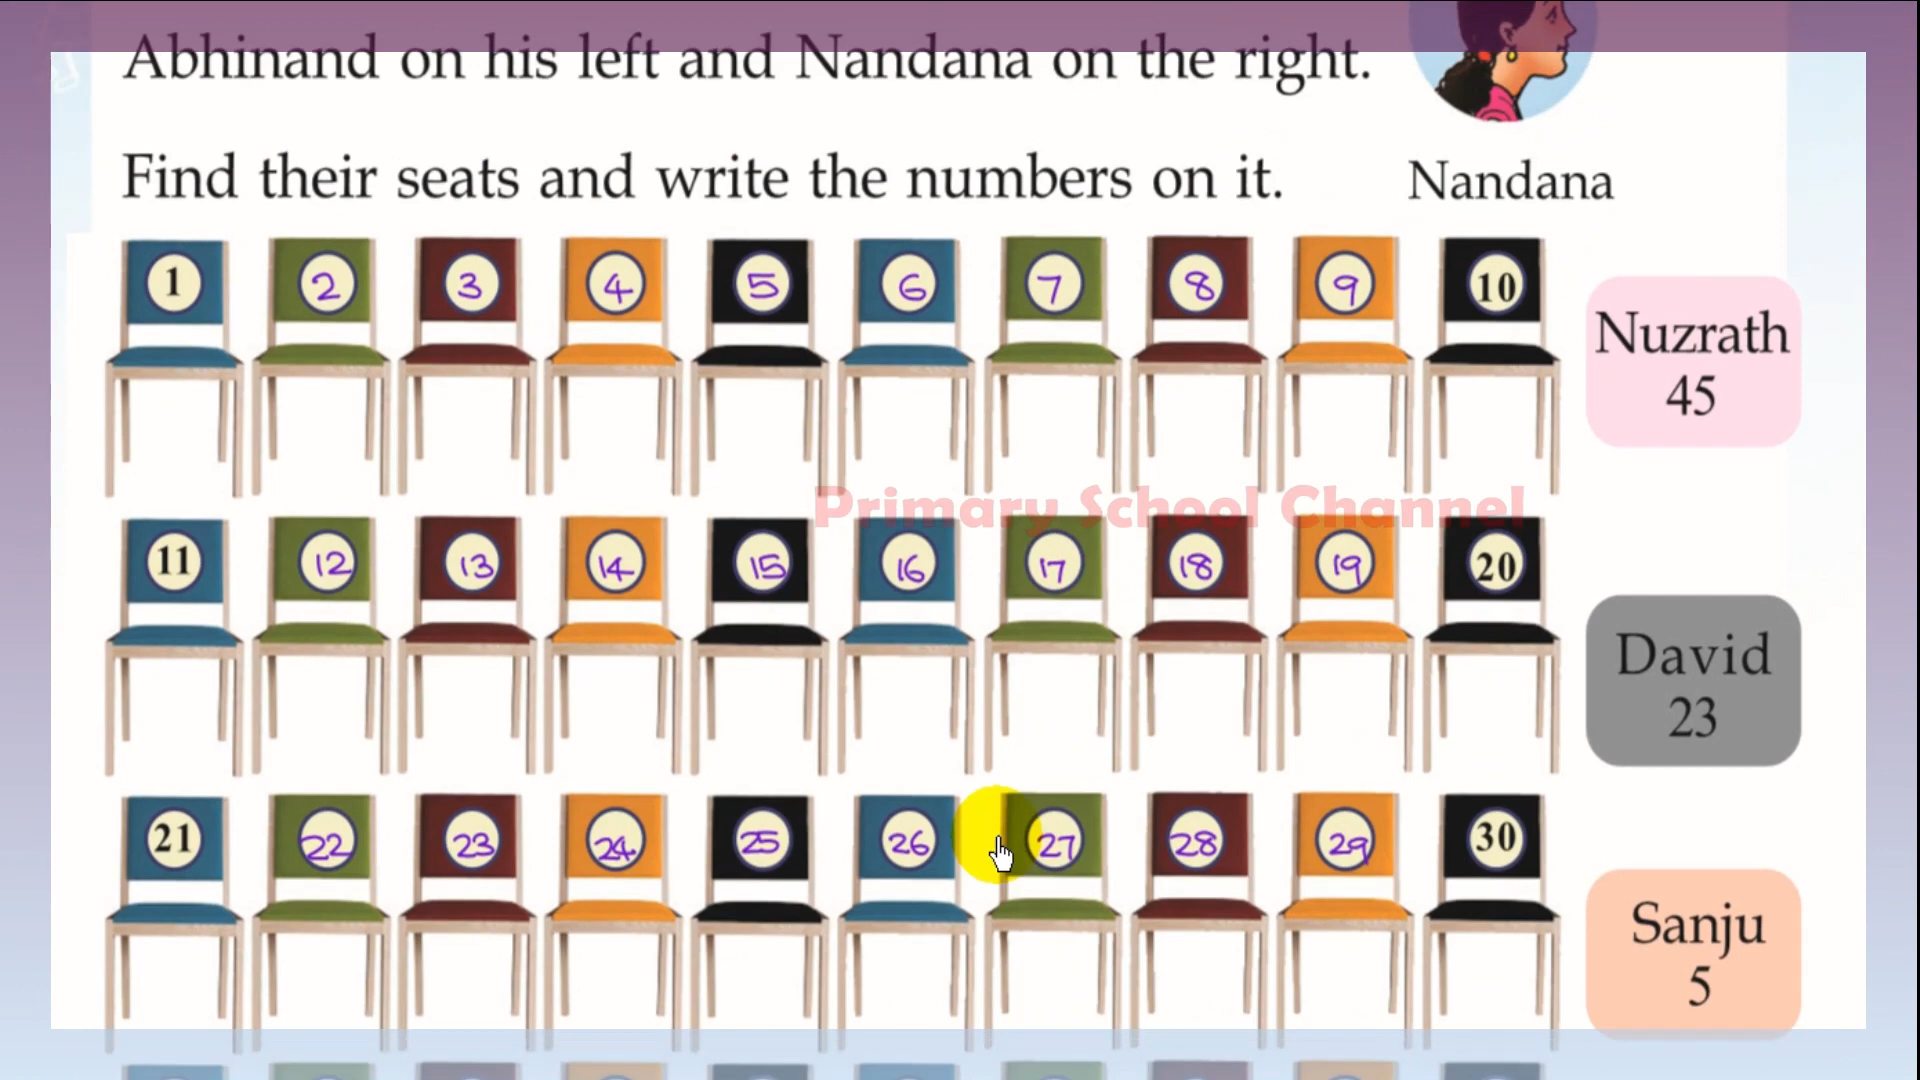 Abhinand on his left and Nandana on the right.
Find their seats and write the numbers on it.
Nandana
1 2 3 4 5 6 7 8 9 10
Nuzrath
45
Primary School Channel
11 12 13 14 15 16 17 18 19 20
David
23
21 22 23 24 25 26 27 28 29 30
Sanju
5